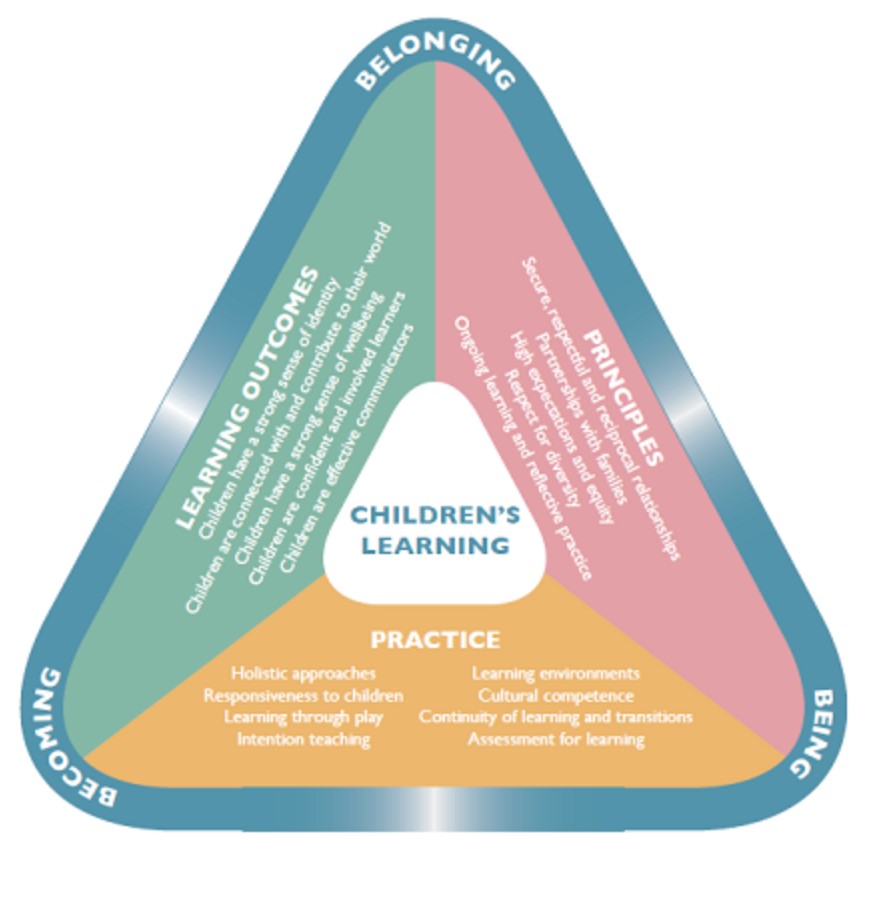 BELONGING
LEARNING OUTCOMES
Children have a strong sense of identity
Children are connected with and contribute to their world
Children have a strong sense of wellbeing
Children are confident and involved learners
Children are effective communicators
PRINCIPLES
Secure, respectful and reciprocal relationships
Partnerships with families
High expectations and equity
Respect for diversity
Ongoing learning and reflective practice
CHILDREN'S
LEARNING
PRACTICE
Holistic approaches
Responsiveness to children
Learning through play
Intention teaching
Learning environments
Cultural competence
Continuity of learning and transitions
Assessment for learning
BECOMING
BEING